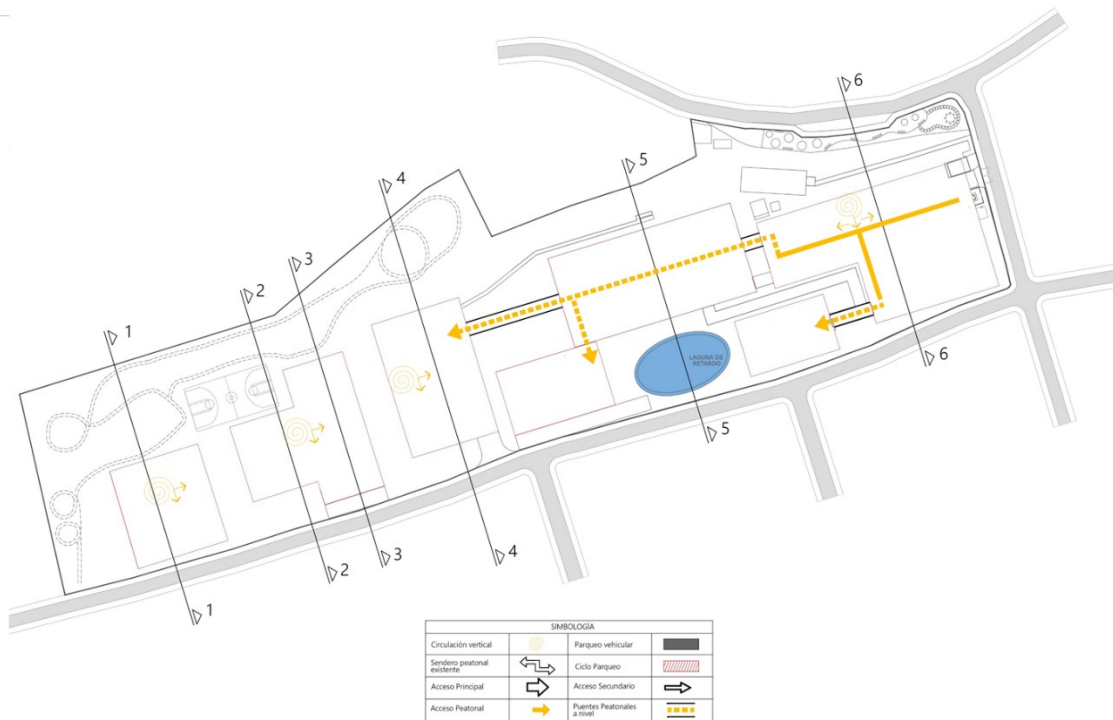 6
5
4
3
2
1
LAGUNA DE
RETARDO
6
5
4
3
2
1
SIMBOLOGÍA
Circulación vertical
Parqueo vehicular
Sendero peatonal
existente
Ciclo Parqueo
Acceso Principal
Acceso Secundario
Acceso Peatonal
Puentes Peatonales
a nivel